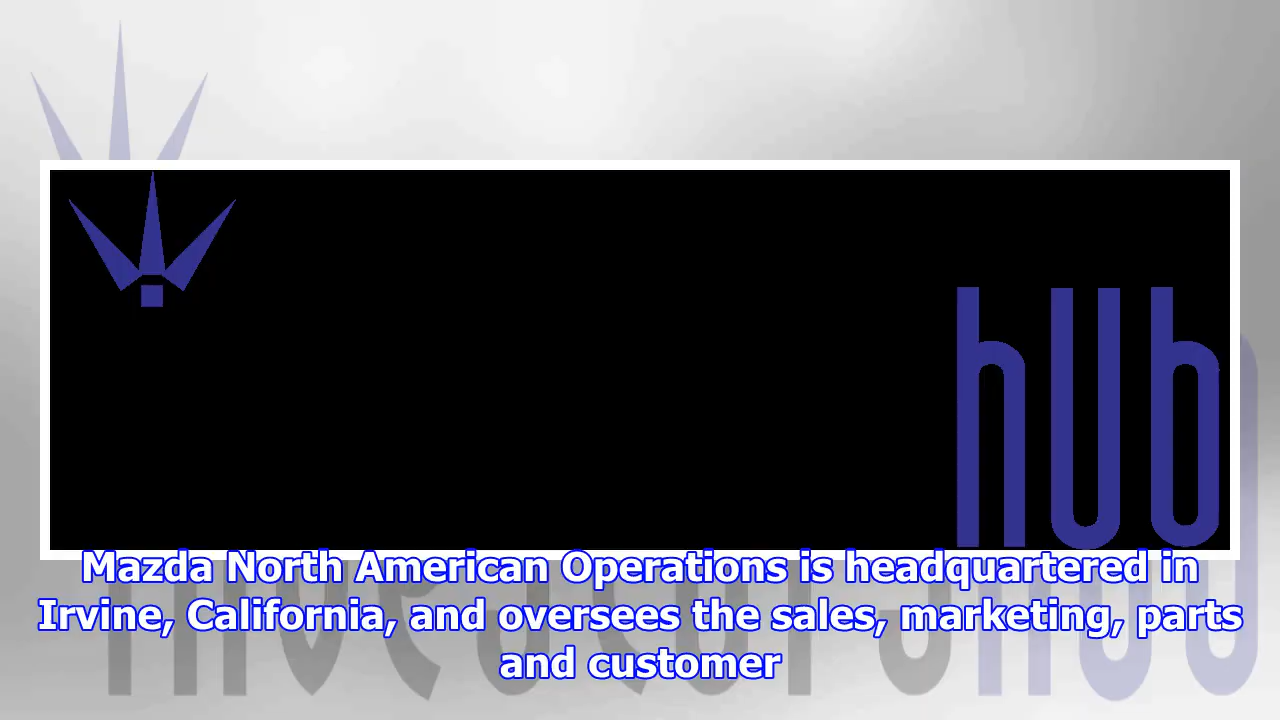 hub
Mazda North American Operations is headquartered in
Irvine, California, and oversees the sales, marketing, parts
and customer